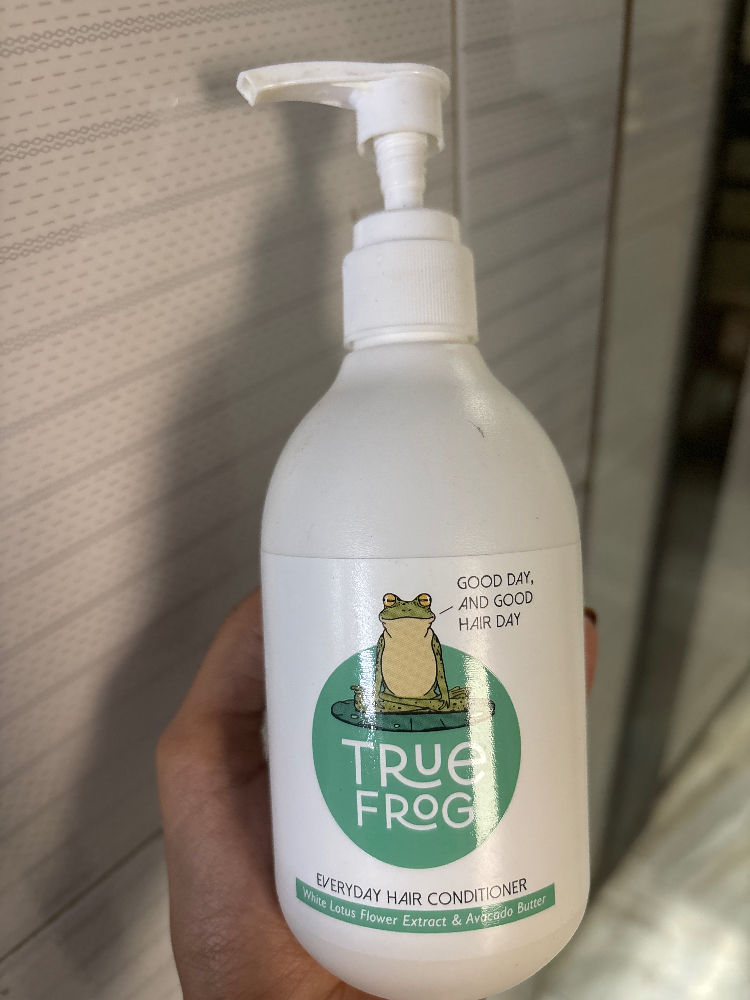 GOOD DAY,
AND GOOD
HAIR DAY
TRUE
FROG
EVERYDAY HAIR CONDITIONER
White Lotus Flower Extract & Avocado Butter